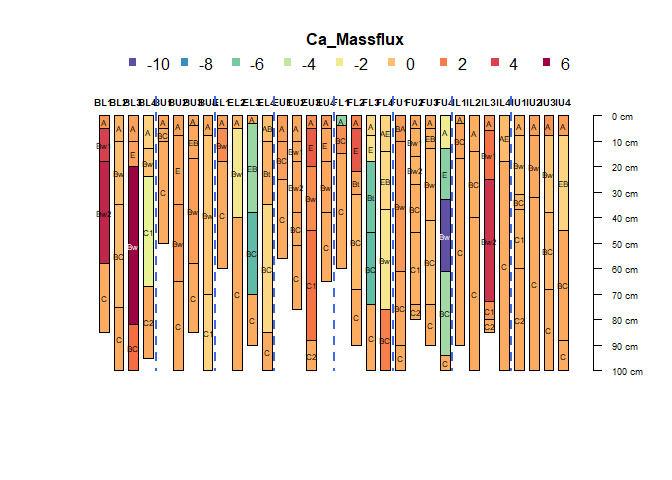 Ca_Massflux
-10 -8 -6 -4 -2 0 2 4 6
BL1 BL2 BL3 BL4 BU1 BU2 BU3 BU4 EL1 EL2 EL3 EL4 EU1 EU2 EU3 EU4 FL1 FL2 FL3 FL4 FU1 FU2 FU3 FU4 IL1 IL2 IL3 IL4 IU1 IU2 IU3 IU4
0 cm
10 cm
20 cm
30 cm
40 cm
50 cm
60 cm
70 cm
80 cm
90 cm
100 cm
A Bw1 Bw2 C
A Bw BC C
A E Bw BC
A Bw C1 C2
A BC C
A E Bw C
A EB Bw C
A Bw BC C1
A Bw C
A Bw C
A EB BC C
AB Bt BC C
A BC C
A Bw1 Bw2 BC C
A E Bw C1 C2
A E Bw C
A BC C
A E Bt BC C
A E Bt BC C
AE EB Bw BC
BA Bw BC C
A Bw Bw BC C2
A EB Bw BC C
A E Bw BC C
A BC C
A BC C
A Bw1 Bw2 C1 C2
AE C
A Bw BC C1 C
A Bw C
A Bw BC C
A EB BC C